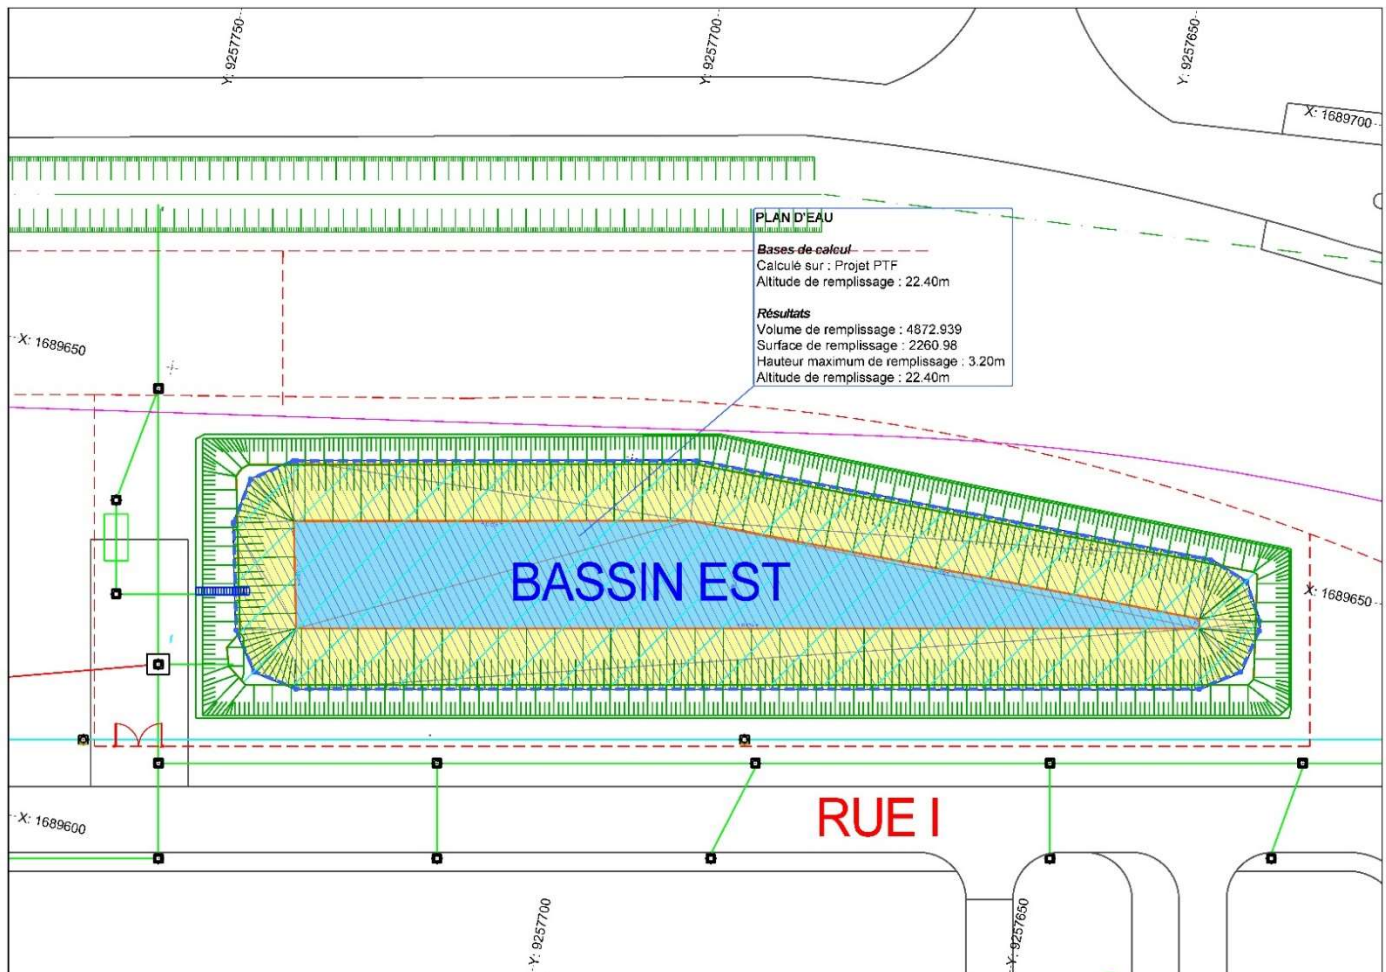 Y: 9257750
Y: 9257700
Y: 9257650
X: 1689700
PLAN D'EAU
Bases de calcul
Calculé sur : Projet PTF
Altitude de remplissage : 22.40m
Résultats
Volume de remplissage : 4872.939
Surface de remplissage : 2260.98
Hauteur maximum de remplissage : 3.20m
Altitude de remplissage : 22.40m
X: 1689650
BASSIN EST
X: 1689650
RUE I
X: 1689600
Y: 9257700
Y: 9257650